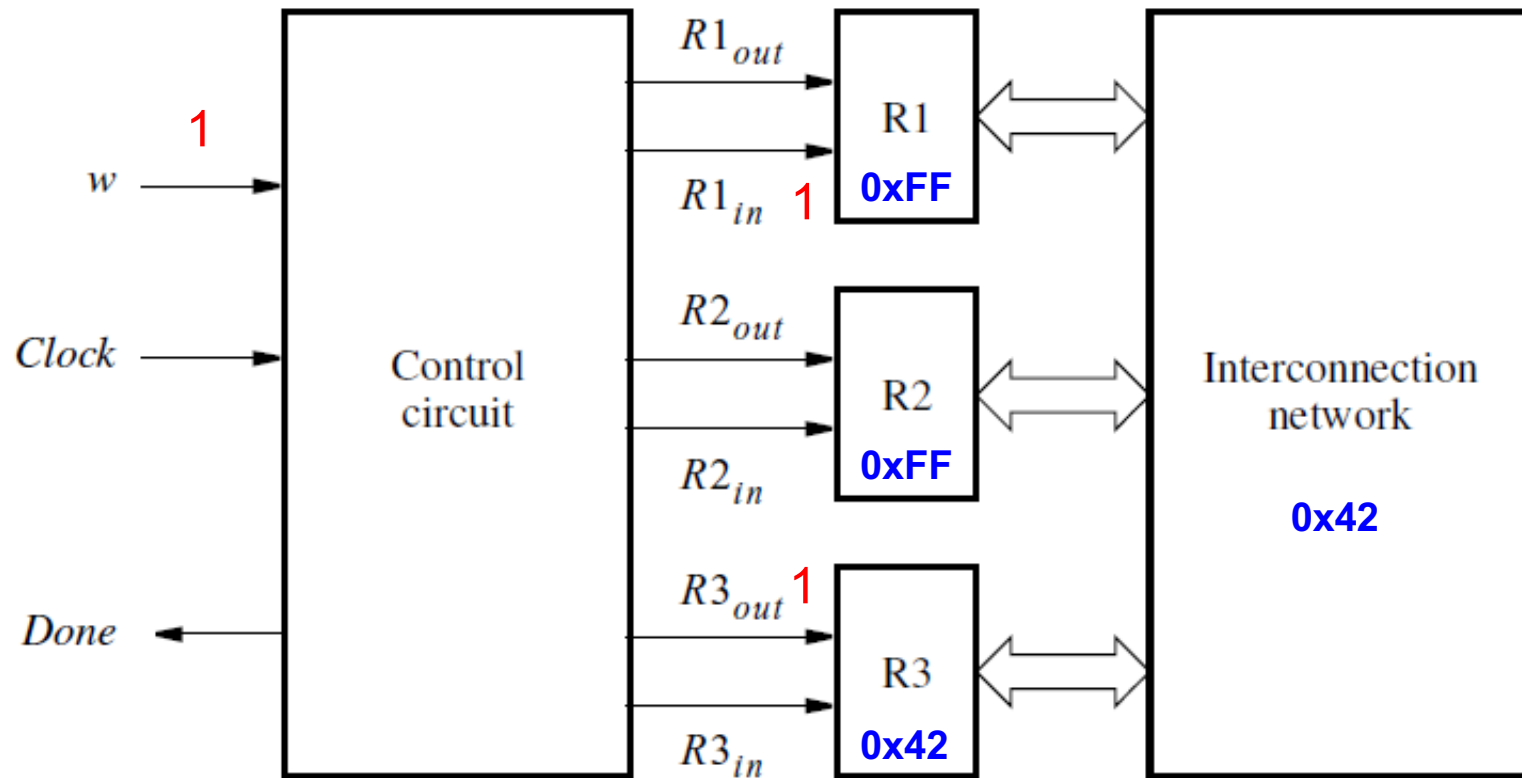 w
1
Clock
Done
Control
circuit
R1out
R1in 1
R2out
R2in
R3out 1
R3in
R1
0xFF
R2
0xFF
R3
0x42
Interconnection
network
0x42